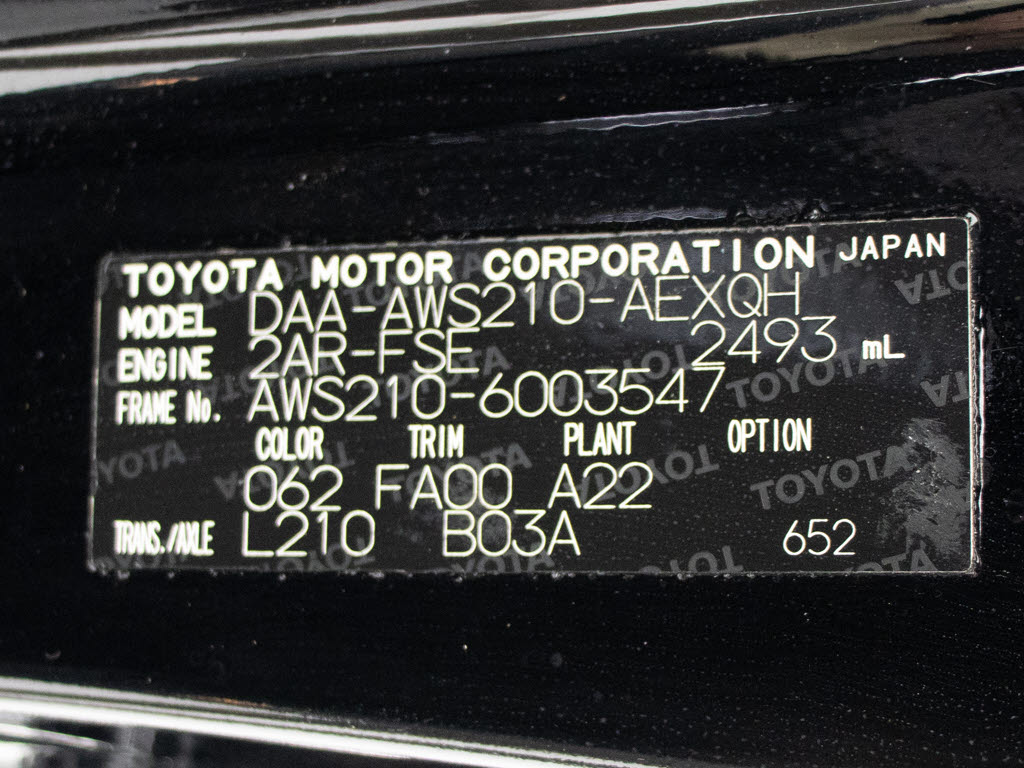 TOYOTA MOTOR CORPORATION JAPAN
MODEL DAA-AWS210-AEXQH
ENGINE 2AR-FSE 2493 mL
FRAME No. AWS210-6003547
COLOR TRIM PLANT OPTION
062 FA00 A22
TRANS./AXLE L210 B03A 652